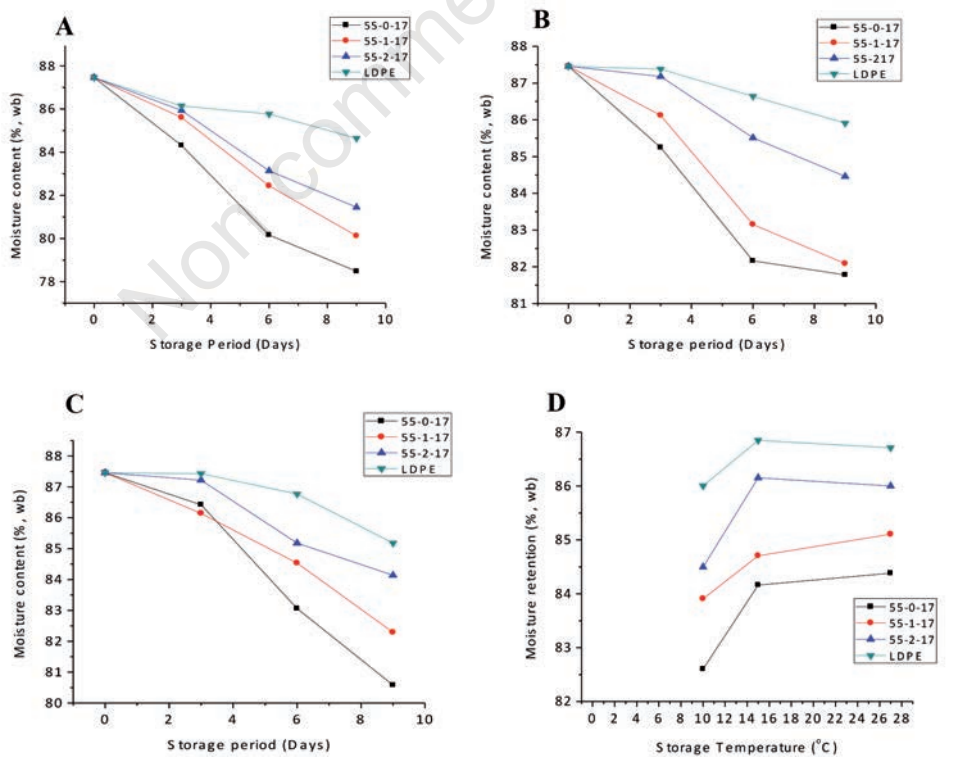 A
55-0-17
55-1-17
55-2-17
LDPE
88
86
84
82
80
78
Moisture content (%, wb)
0 2 4 6 8 10
Storage Period (Days)
B
55-0-17
55-1-17
55-217
LDPE
88
87
86
85
84
83
82
81
Moisture content (%, wb)
0 2 4 6 8 10
Storage period (Days)
C
55-0-17
55-1-17
55-2-17
LDPE
88
87
86
85
84
83
82
81
80
Moisture content (%, wb)
0 2 4 6 8 10
Storage period (Days)
D
87
86
85
84
83
82
Moisture retention (%, wb)
55-0-17
55-1-17
55-2-17
LDPE
0 2 4 6 8 10 12 14 16 18 20 22 24 26 28
Storage Temperature (°C)